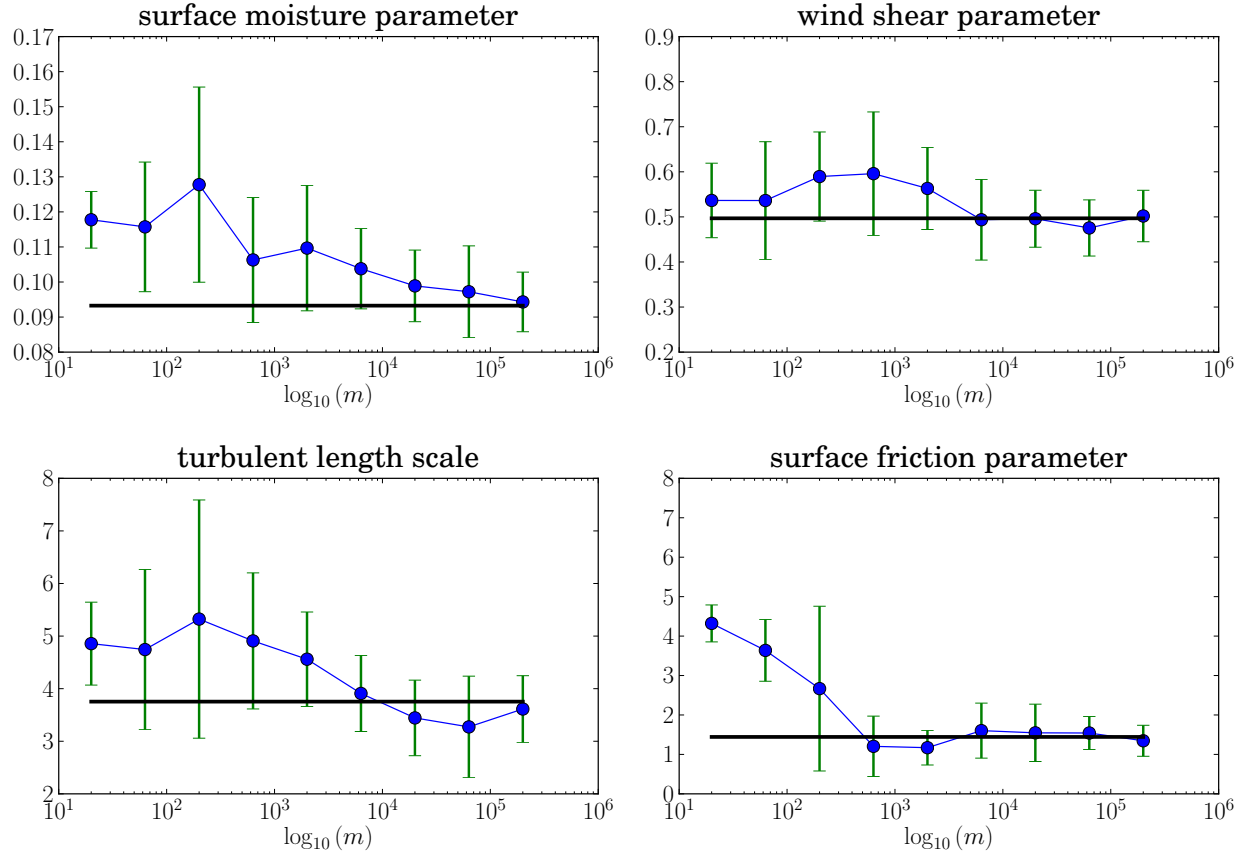 surface moisture parameter
0.17
0.16
0.15
0.14
0.13
0.12
0.11
0.10
0.09
0.08
10^1 10^2 10^3 10^4 10^5 10^6
log_10 (m)
wind shear parameter
0.9
0.8
0.7
0.6
0.5
0.4
0.3
0.2
10^1 10^2 10^3 10^4 10^5 10^6
log_10 (m)
turbulent length scale
8
7
6
5
4
3
2
10^1 10^2 10^3 10^4 10^5 10^6
log_10 (m)
surface friction parameter
8
7
6
5
4
3
2
1
0
10^1 10^2 10^3 10^4 10^5 10^6
log_10 (m)